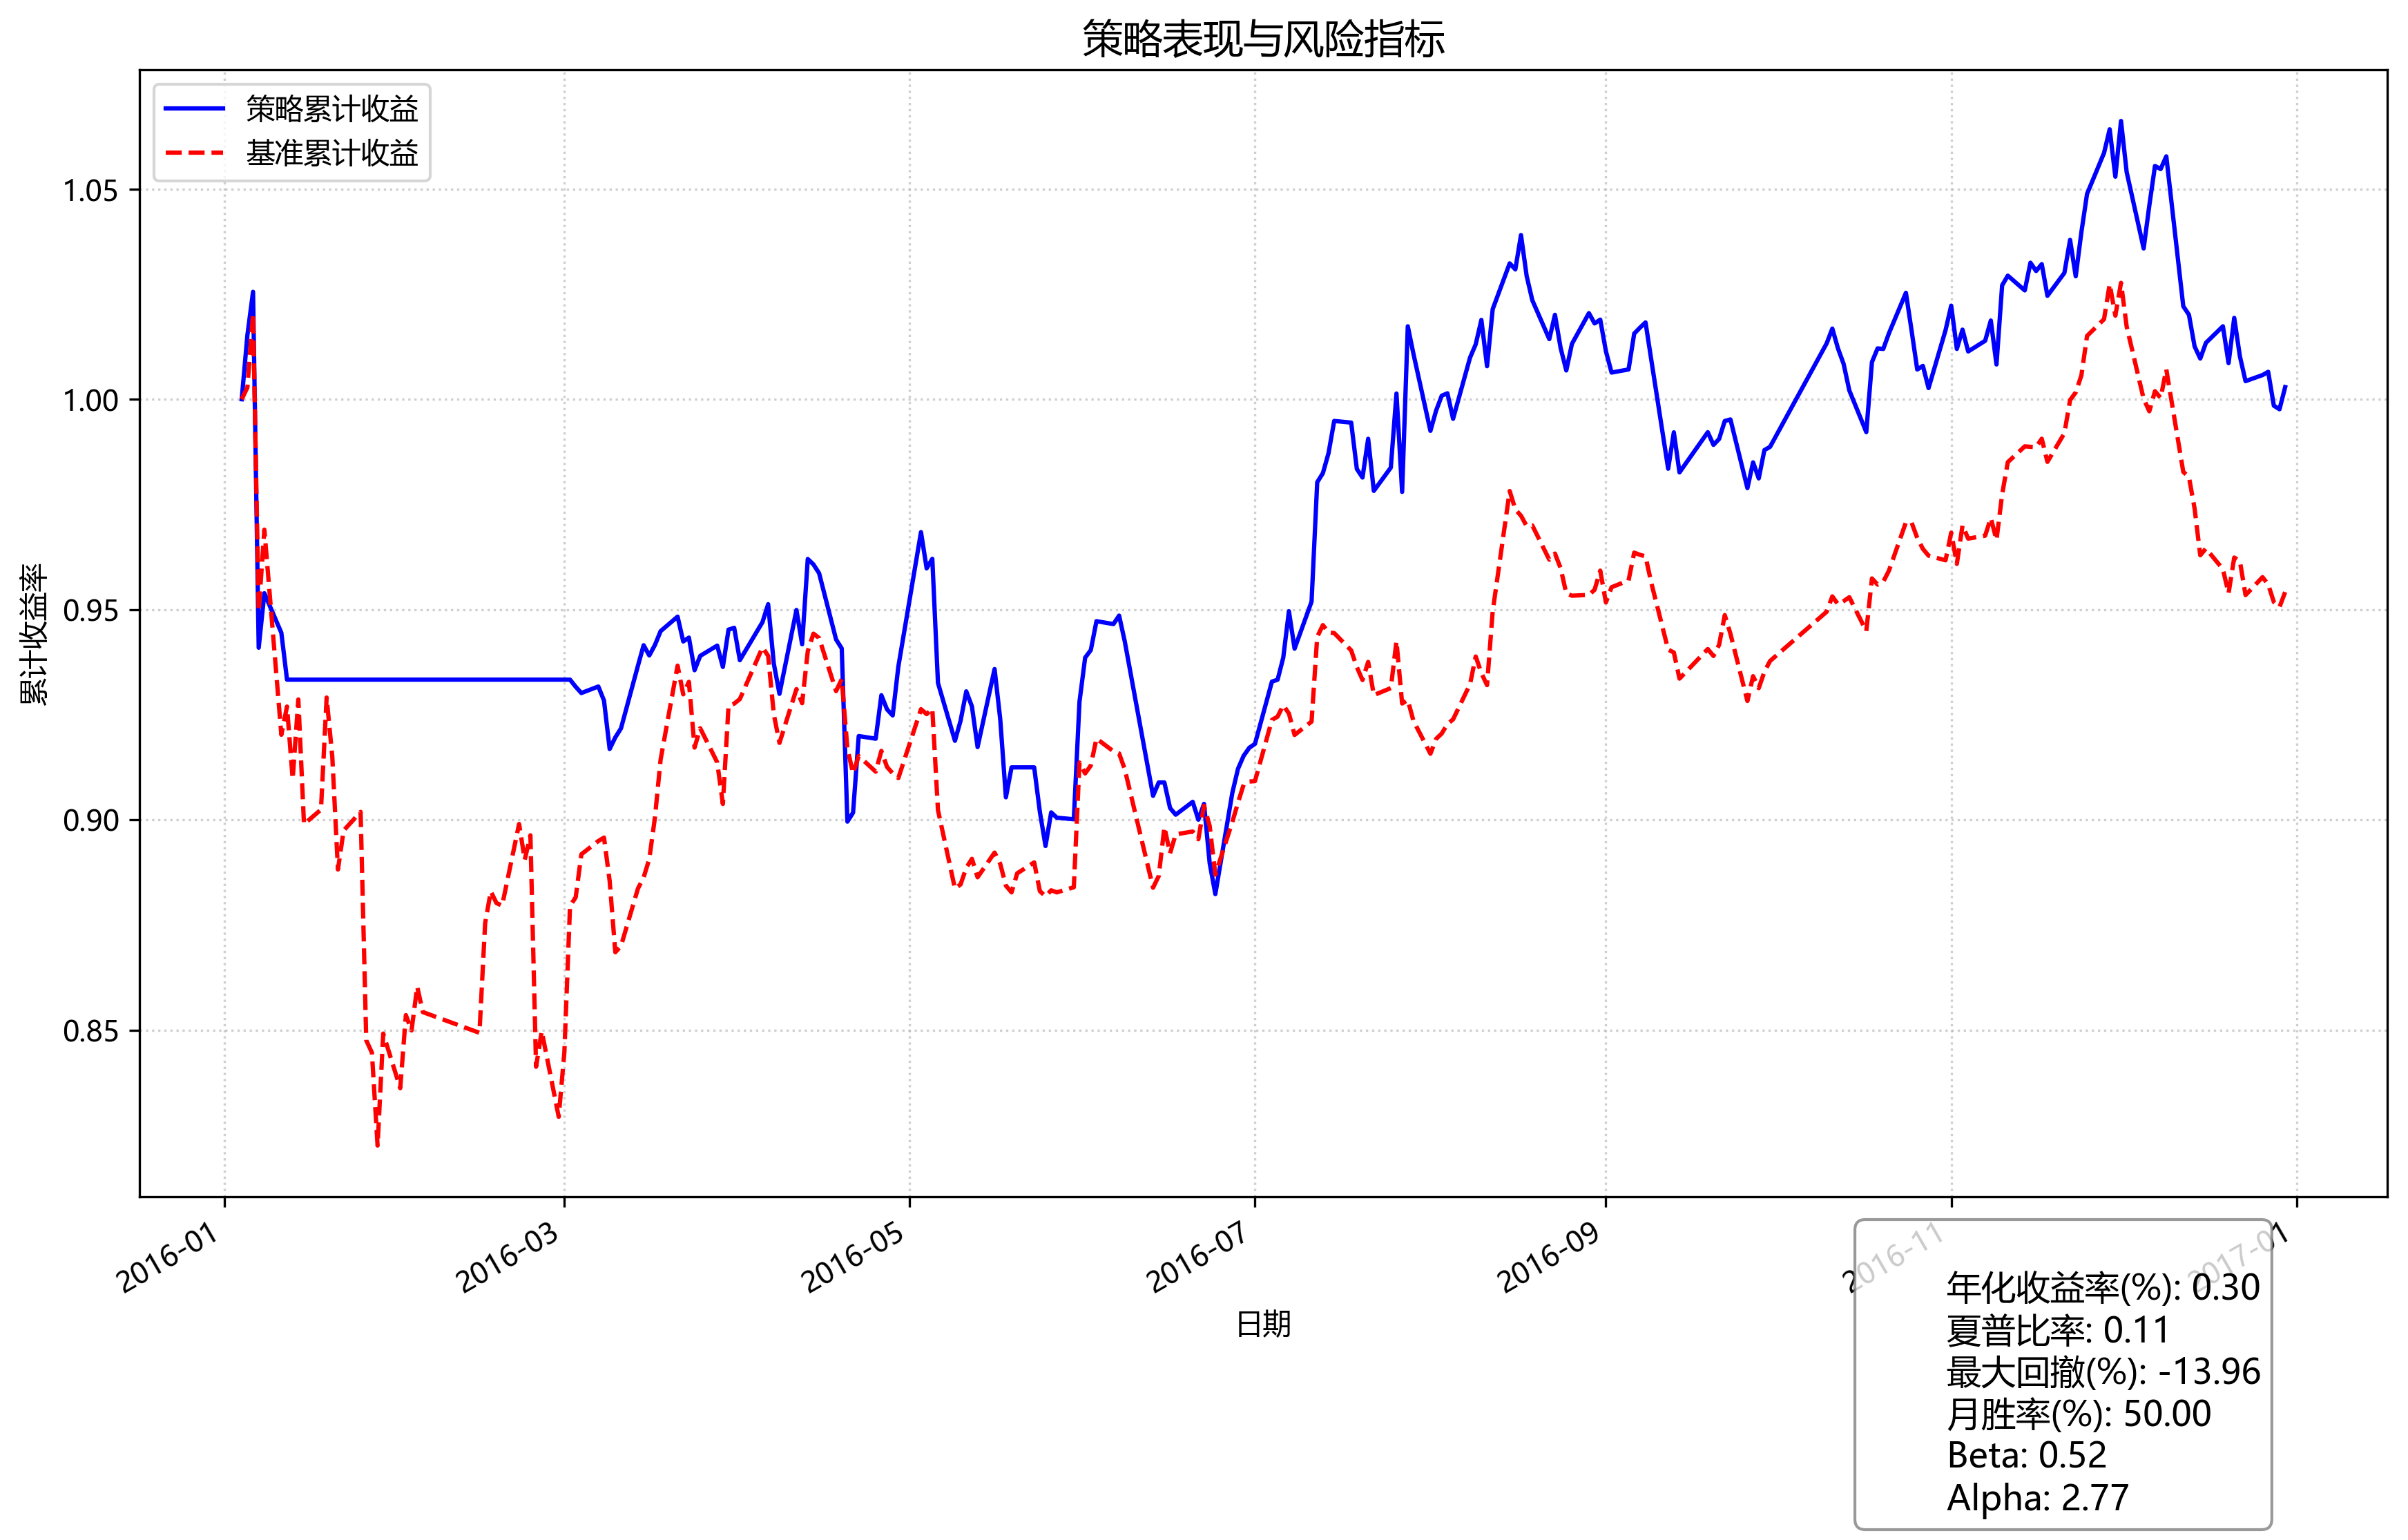 策略表现与风险指标
策略累计收益
基准累计收益
1.05
1.00
0.95
0.90
0.85
累计收益率
2016-01
2016-03
2016-05
2016-07
2016-09
2016-11
2017-01
日期
年化收益率(%): 0.30
夏普比率: 0.11
最大回撤(%): -13.96
月胜率(%): 50.00
Beta: 0.52
Alpha: 2.77